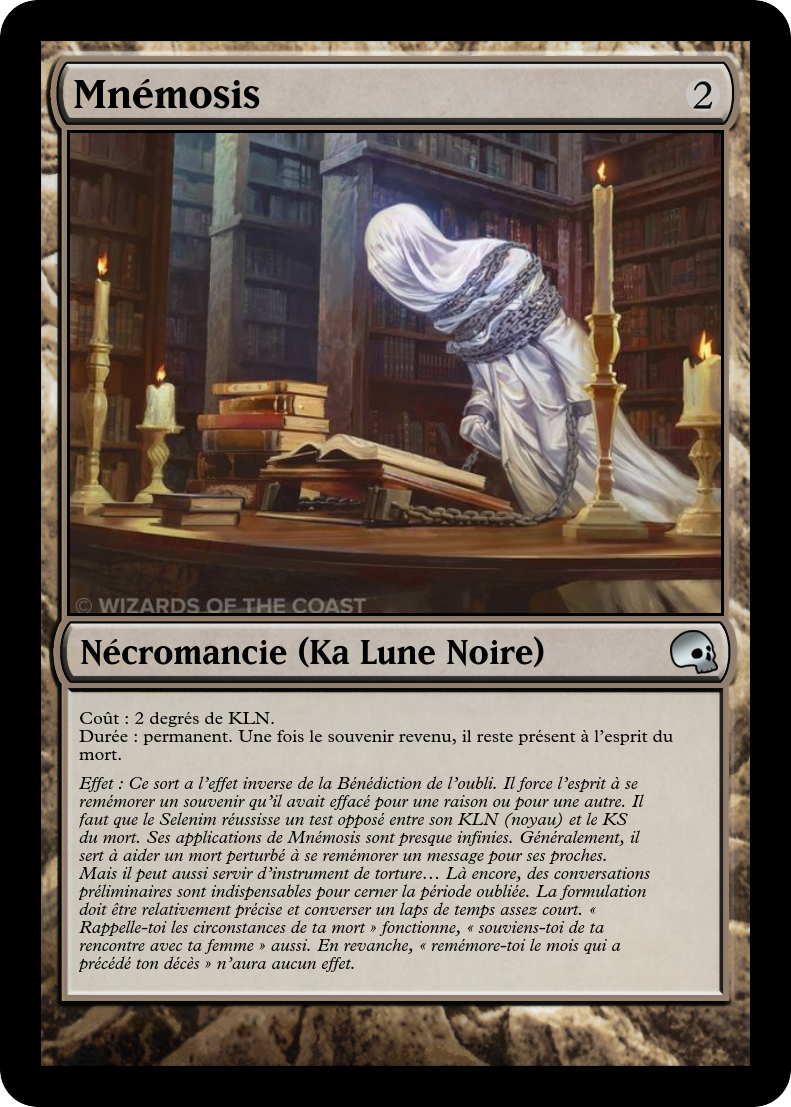 Mnémosis
2
© WIZARDS OF THE COAST
Nécromancie (Ka Lune Noire)
Coût : 2 degrés de KLN.
Durée : permanent. Une fois le souvenir revenu, il reste présent à l’esprit du
mort.
Effet : Ce sort a l’effet inverse de la Bénédiction de l’oubli. Il force l’esprit à se
remémorer un souvenir qu’il avait effacé pour une raison ou pour une autre. Il
faut que le Selenim réussisse un test opposé entre son KLN (noyau) et le KS
du mort. Ses applications de Mnémosis sont presque infinies. Généralement, il
sert à aider un mort perturbé à se remémorer un message pour ses proches.
Mais il peut aussi servir d’instrument de torture… Là encore, des conversations
préliminaires sont indispensables pour cerner la période oubliée. La formulation
doit être relativement précise et converser un laps de temps assez court. «
Rappelle-toi les circonstances de ta mort » fonctionne, « souviens-toi de ta
rencontre avec ta femme » aussi. En revanche, « remémore-toi le mois qui a
précédé ton décès » n’aura aucun effet.